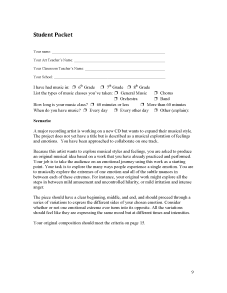 Student Packet
Your name:
Your Art Teacher's Name:
Your Classroom Teacher's Name:
Your School:
I have had music in ❒ 6th Grade ❒ 7th Grade ❒ 8th Grade
List the types of music classes you've taken: ❒ General Music ❒ Chorus
❒ Orchestra ❒ Band
How long is your music class? ❒ 60 minutes or less ❒ More than 60 minutes
When do you have music? ❒ Every day ❒ Every other day ❒ Other (explain):
Scenario:
A major recording artist is working on a new CD but wants to expand their musical style.
The project does not yet have a title but is described as a musical exploration of feelings
and emotions. You have been approached to collaborate on one track.
Because this artist wants to explore musical styles and feelings, you are asked to produce
an original musical idea based on a work that you have already practiced and performed.
Your job is to take the audience on an emotional journey using this work as a starting
point. Your task is to explore the many ways people experience a single emotion. You are
to musically explore the extremes of one emotion and all of the subtle nuances in
between each of these extremes. For instance, your original work might explore all the
steps in between mild amusement and uncontrolled hilarity, or mild irritation and intense
anger.
The piece should have a clear beginning, middle, and end, and should proceed through a
series of variations to express the different sides of your chosen emotion. Consider
whether or not one emotional extreme ever turns into its opposite. All the variations
should feel like they are expressing the same mood but at different times and intensities.
Your original composition should meet the criteria on page 15.
9